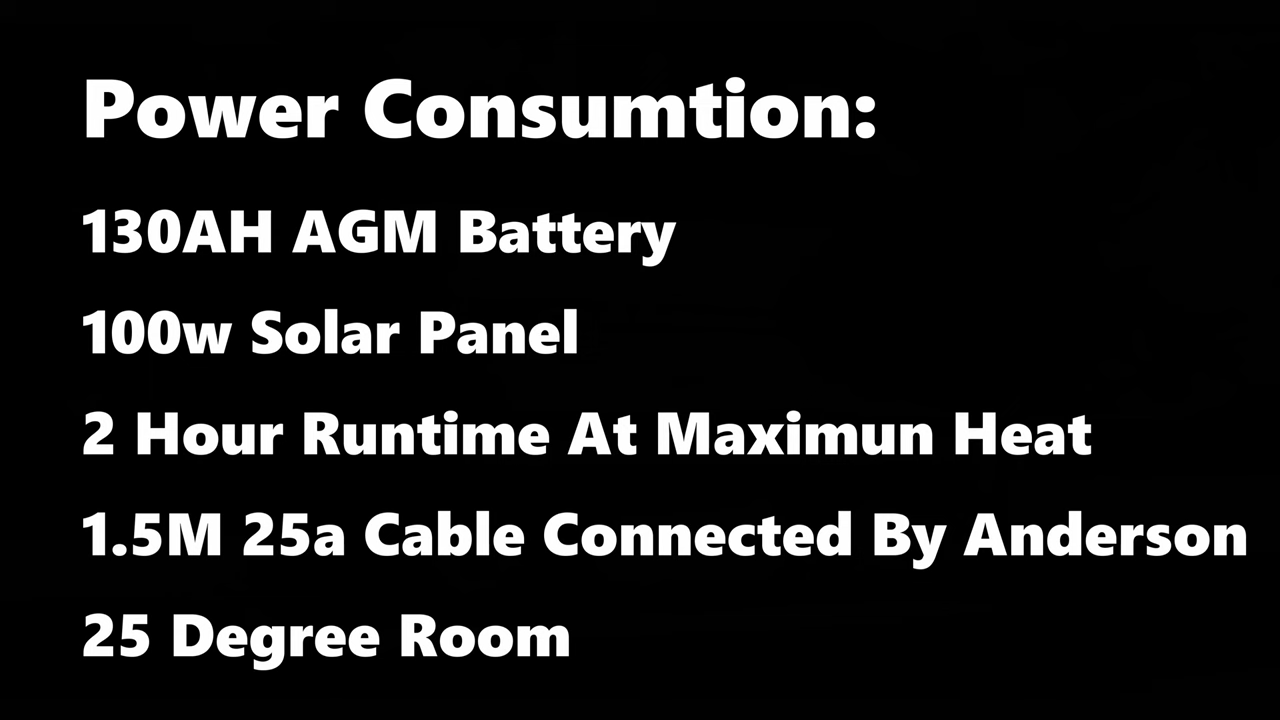 Power Consumtion:
130AH AGM Battery
100w Solar Panel
2 Hour Runtime At Maximun Heat
1.5M 25a Cable Connected By Anderson
25 Degree Room